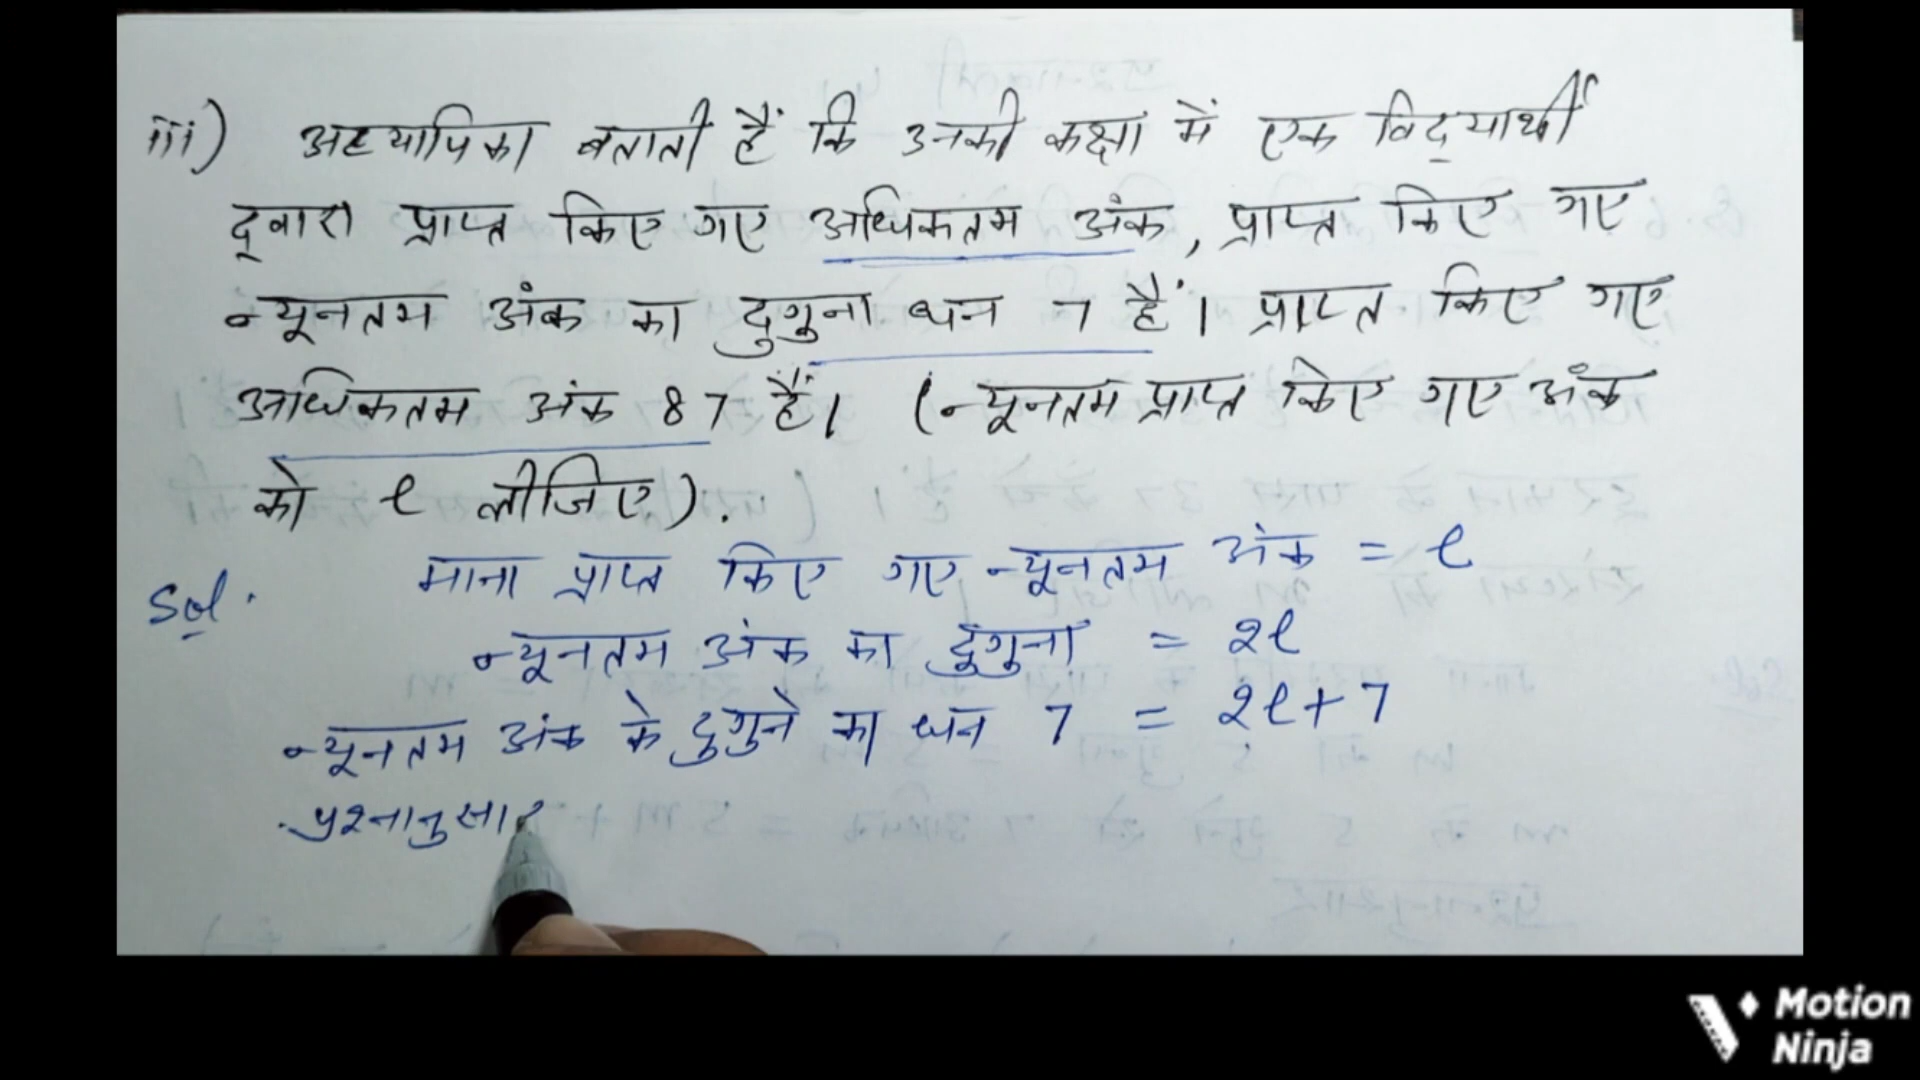 iii) अध्यापिका बताती हैं कि उनकी कक्षा में एक विद्यार्थी
द्वारा प्राप्त किए गए अधिकतम अंक, प्राप्त किए गए
न्यूनतम अंक का दुगुना धन 7 हैं। प्राप्त किए गए
अधिकतम अंक 87 हैं। (न्यूनतम प्राप्त किए गए अंक
को l लीजिए).
Sol. माना प्राप्त किए गए न्यूनतम अंक = l
न्यूनतम अंक का दुगुना = 2l
न्यूनतम अंक के दुगुने का धन 7 = 2l+7
प्रश्नानुसार
Motion
Ninja